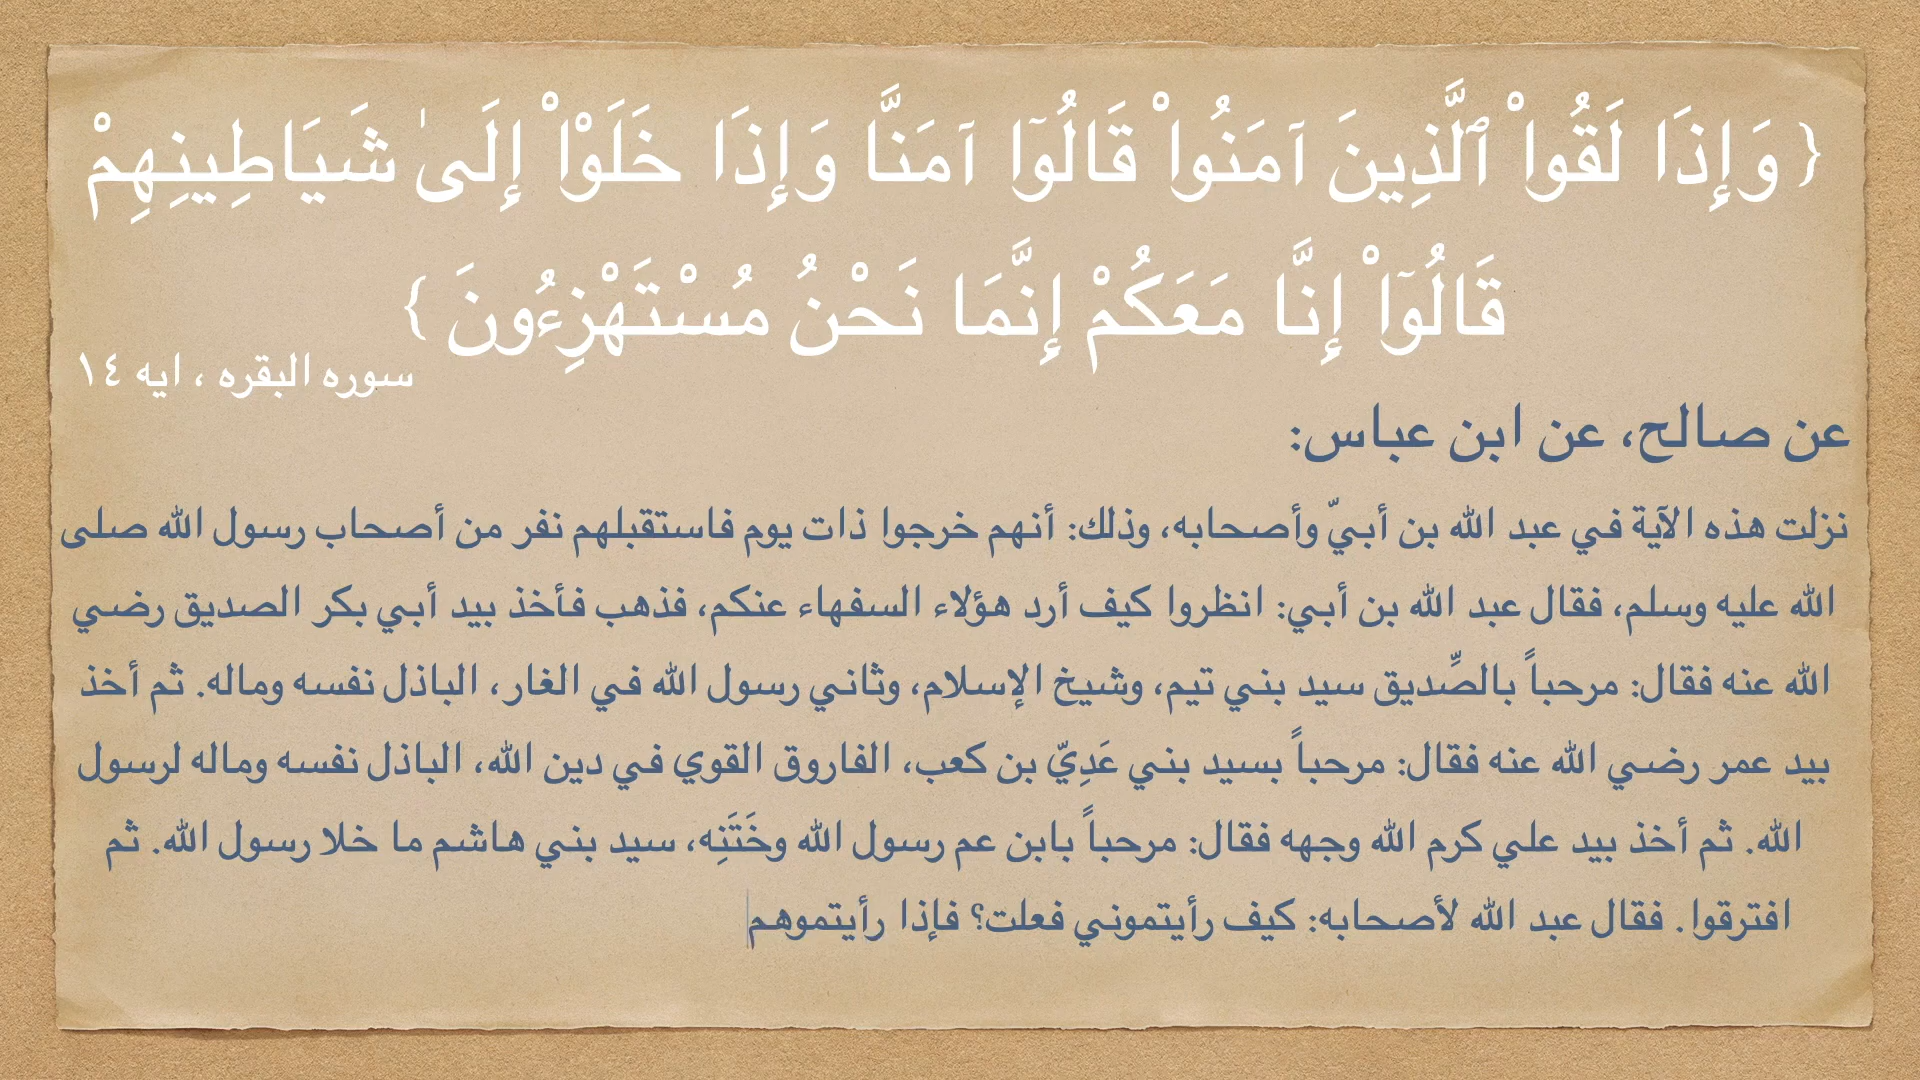 ﴿ وَإِذَا لَقُواْ ٱلَّذِينَ آمَنُواْ قَالُوۤا آمَنَّا وَإِذَا خَلَوْاْ إِلَىٰ شَيَاطِينِهِمْ
قَالُوۤاْ إِنَّا مَعَكُمْ إِنَّمَا نَحْنُ مُسْتَهْزِءُونَ ﴾
سوره البقره ، ايه ١٤
عن صالح، عن ابن عباس:
نزلت هذه الآية في عبد الله بن أبيّ وأصحابه، وذلك: أنهم خرجوا ذات يوم فاستقبلهم نفر من أصحاب رسول الله صلى
الله عليه وسلم، فقال عبد الله بن أبي: انظروا كيف أرد هؤلاء السفهاء عنكم، فذهب فأخذ بيد أبي بكر الصديق رضي
الله عنه فقال: مرحباً بالصِّديق سيد بني تيم، وشيخ الإسلام، وثاني رسول الله في الغار، الباذل نفسه وماله. ثم أخذ
بيد عمر رضي الله عنه فقال: مرحباً بسيد بني عَدِيّ بن كعب، الفاروق القوي في دين الله، الباذل نفسه وماله لرسول
الله. ثم أخذ بيد علي كرم الله وجهه فقال: مرحباً بابن عم رسول الله وخَتَنِه، سيد بني هاشم ما خلا رسول الله. ثم
افترقوا. فقال عبد الله لأصحابه: كيف رأيتموني فعلت؟ فإذا رأيتموهم